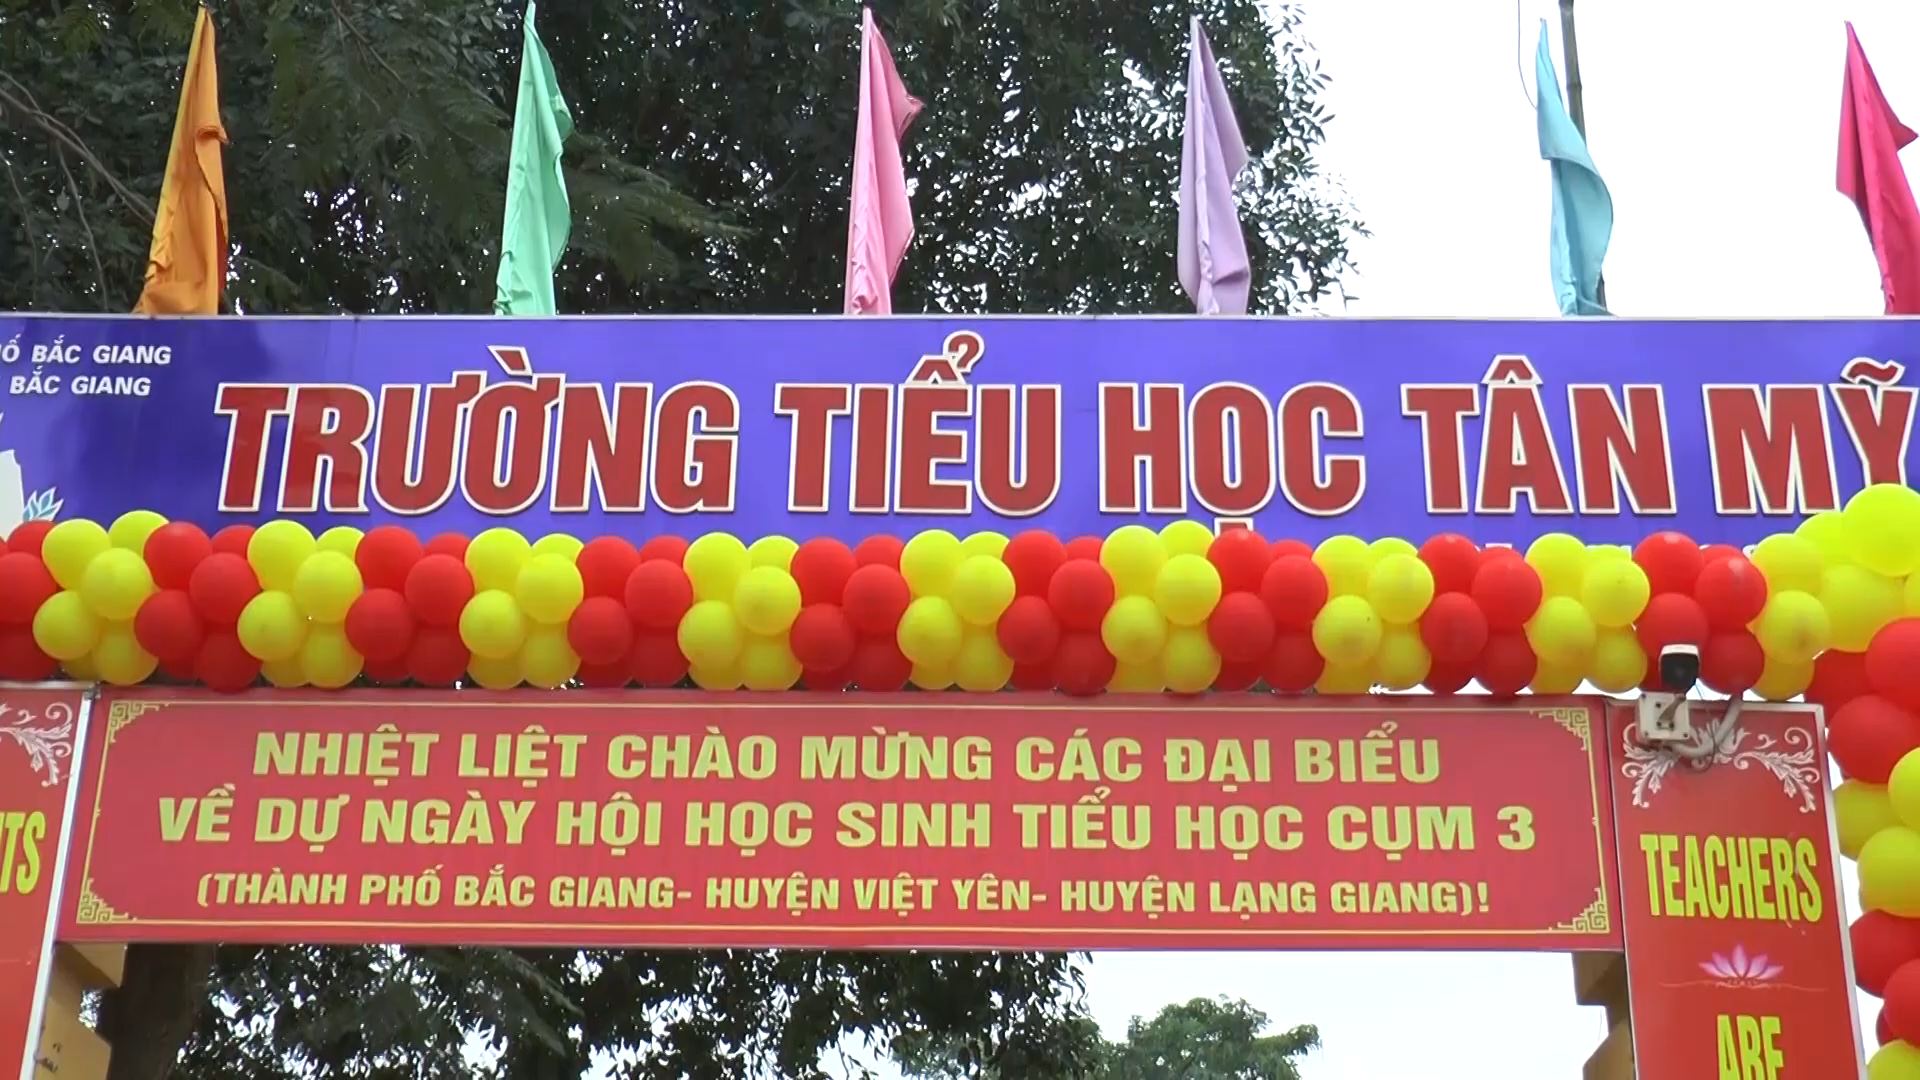 BẮC GIANG
BẮC GIANG
TRƯỜNG TIỂU HỌC TÂN MỸ
NHIỆT LIỆT CHÀO MỪNG CÁC ĐẠI BIỂU
VỀ DỰ NGÀY HỘI HỌC SINH TIỂU HỌC CỤM 3
(THÀNH PHỐ BẮC GIANG- HUYỆN VIỆT YÊN- HUYỆN LẠNG GIANG)!
TEACHERS
ARE